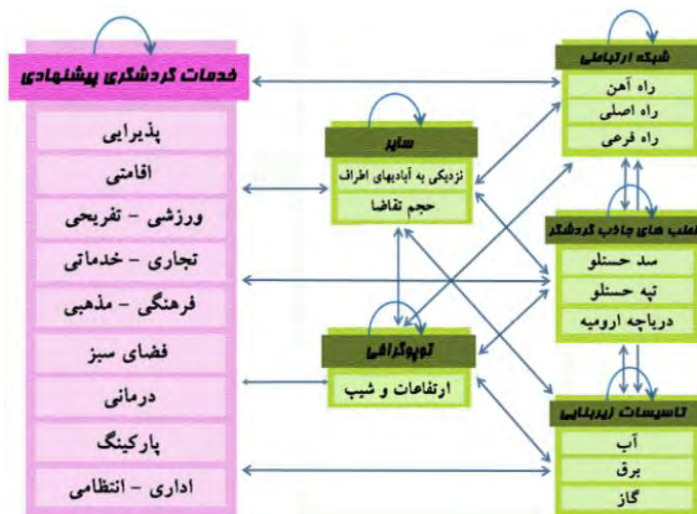 خدمات گردشگری پیشنهادی
پذیرایی
اقامتی
ورزشی - تفریحی
تجاری - خدماتی
فرهنگی - مذهبی
فضای سبز
درمانی
پارکینگ
اداری - انتظامی
سایر
نزدیکی به آبادیهای اطراف
حجم تقاضا
توپوگرافی
ارتفاعات و شیب
شبکه ارتباطی
راه آهن
راه اصلی
راه فرعی
قطب های جاذب گردشگر
سد حسنلو
تپه حسنلو
دریاچه ارومیه
تاسیسات زیربنایی
آب
برق
گاز